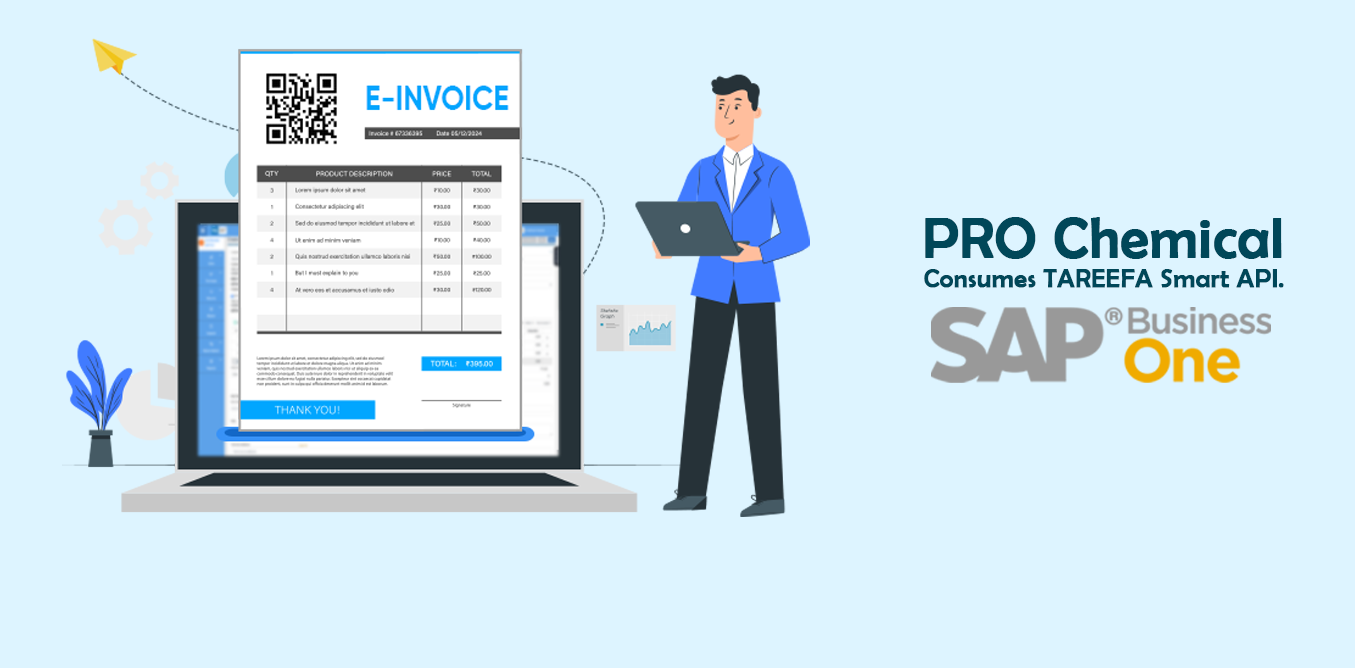 E-INVOICE
Invoice # 67336395 Date 05/12/2024
QTY PRODUCT DESCRIPTION PRICE TOTAL
3 Lorem ipsum dolor sit amet ₹10.00 ₹30.00
1 Consectetur adipiscing elit ₹30.00 ₹30.00
2 Sed do eiusmod tempor incididunt ut labore et ₹25.00 ₹50.00
4 Ut enim ad minim veniam ₹10.00 ₹40.00
2 Quis nostrud exercitation ullamco laboris nisi ₹50.00 ₹100.00
1 But I must explain to you ₹25.00 ₹25.00
4 At vero eos et accusamus et iusto odio ₹30.00 ₹120.00
TOTAL: ₹395.00
Signature
THANK YOU!
Graph
PRO Chemical
Consumes TAREEFA Smart API.
SAP® Business
One